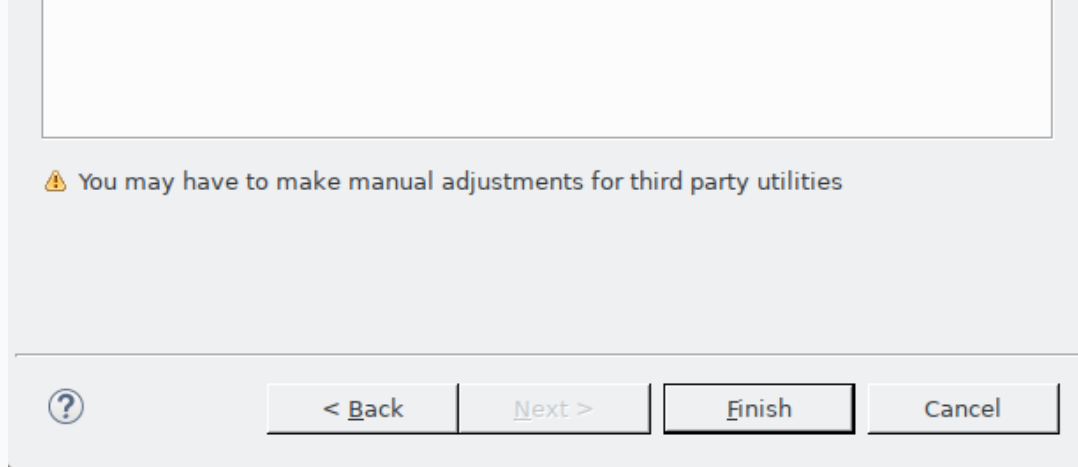 You may have to make manual adjustments for third party utilities
? < Back Next > Finish Cancel